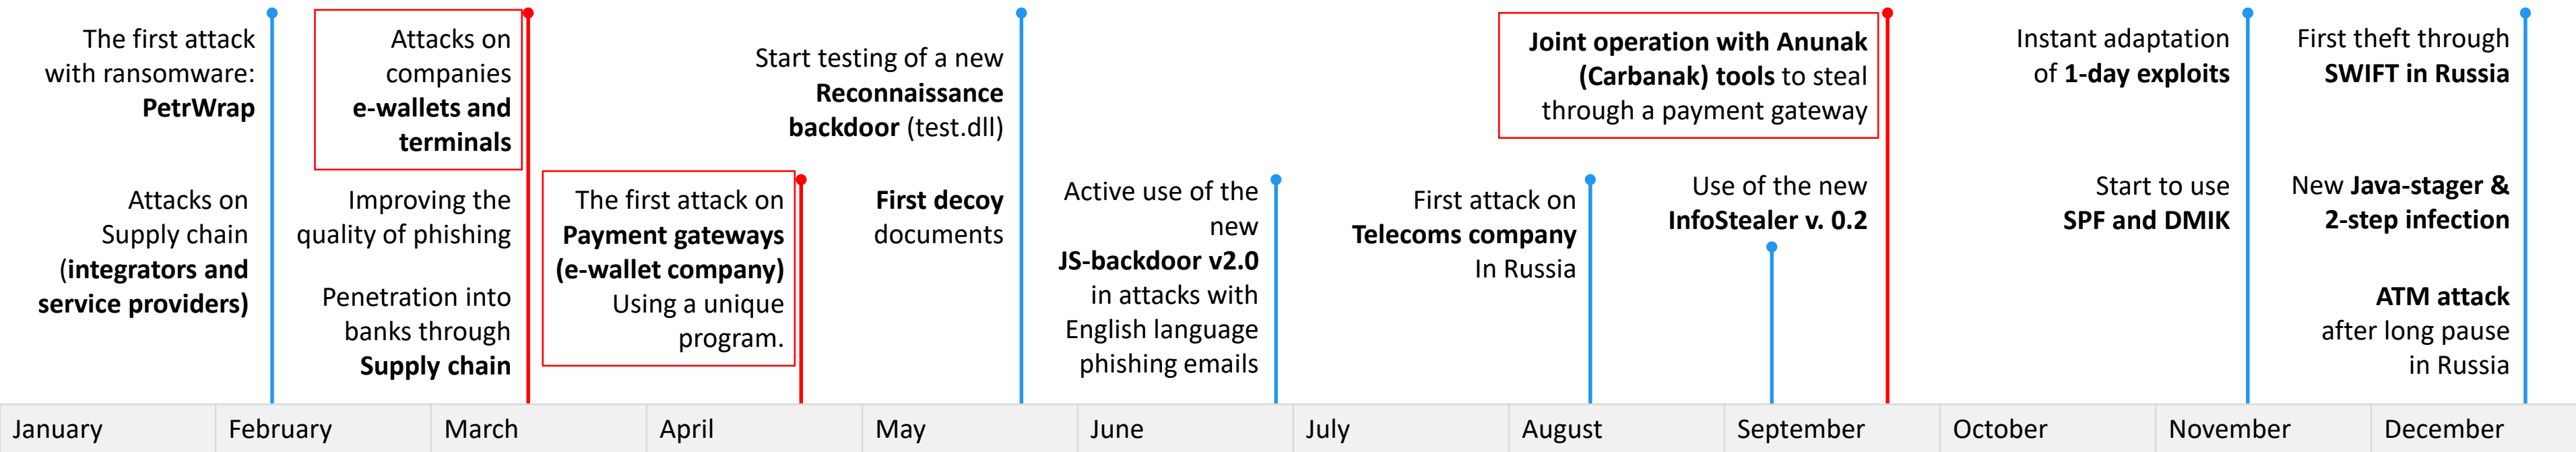 The first attack
with ransomware:
PetrWrap
Attacks on
Supply chain
(integrators and
service providers)
Attacks on
companies
e-wallets and
terminals
Improving the
quality of phishing
Penetration into
banks through
Supply chain
The first attack on
Payment gateways
(e-wallet company)
Using a unique
program.
Start testing of a new
Reconnaissance
backdoor (test.dll)
First decoy
documents
Active use of the
new
JS-backdoor v2.0
in attacks with
English language
phishing emails
First attack on
Telecoms company
In Russia
Joint operation with Anunak
(Carbanak) tools to steal
through a payment gateway
Use of the new
InfoStealer v. 0.2
Instant adaptation
of 1-day exploits
Start to use
SPF and DMIK
First theft through
SWIFT in Russia
New Java-stager &
2-step infection
ATM attack
after long pause
in Russia
January
February
March
April
May
June
July
August
September
October
November
December